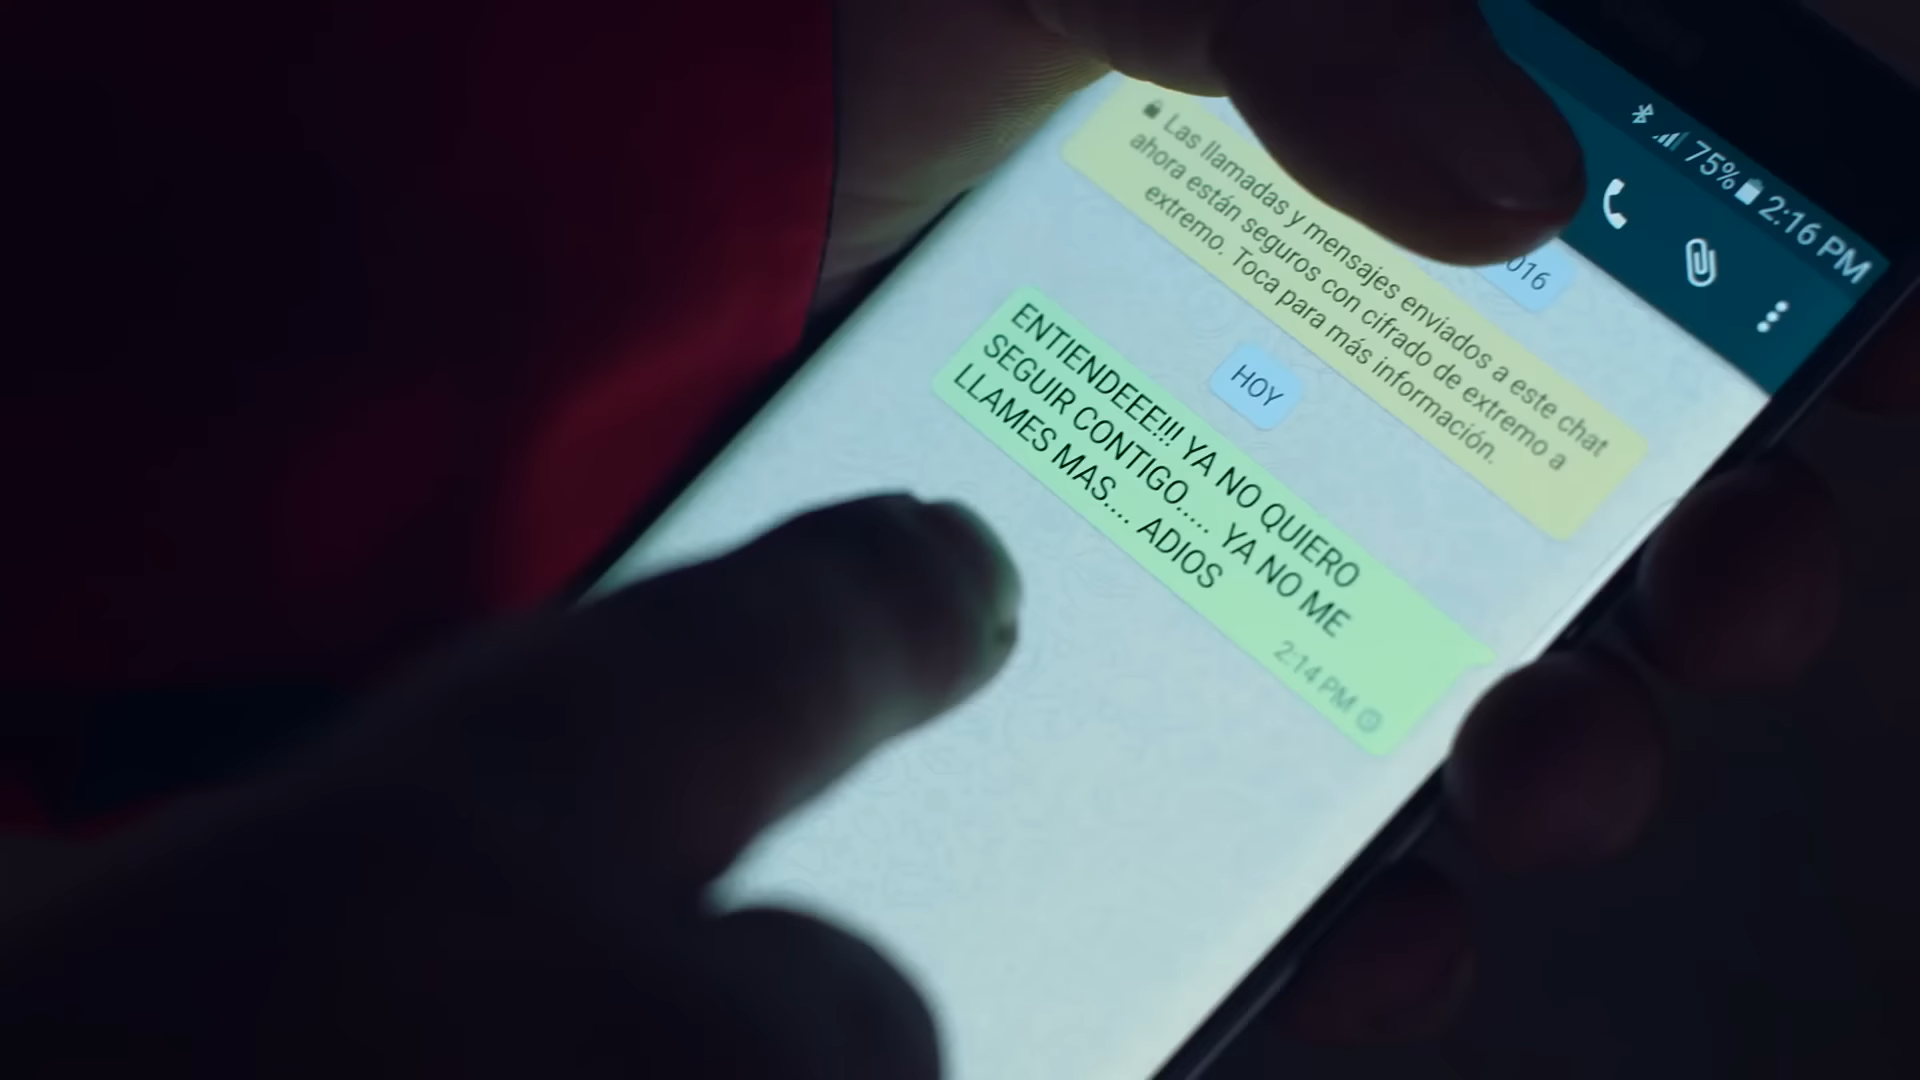 75% 2:16 PM
Las llamadas y mensajes enviados a este chat
ahora están seguros con cifrado de extremo a
extremo. Toca para más información.
HOY
ENTIENDEEE!!! YA NO QUIERO
SEGUIR CONTIGO..... YA NO ME
LLAMES MAS.... ADIOS
2:14 PM